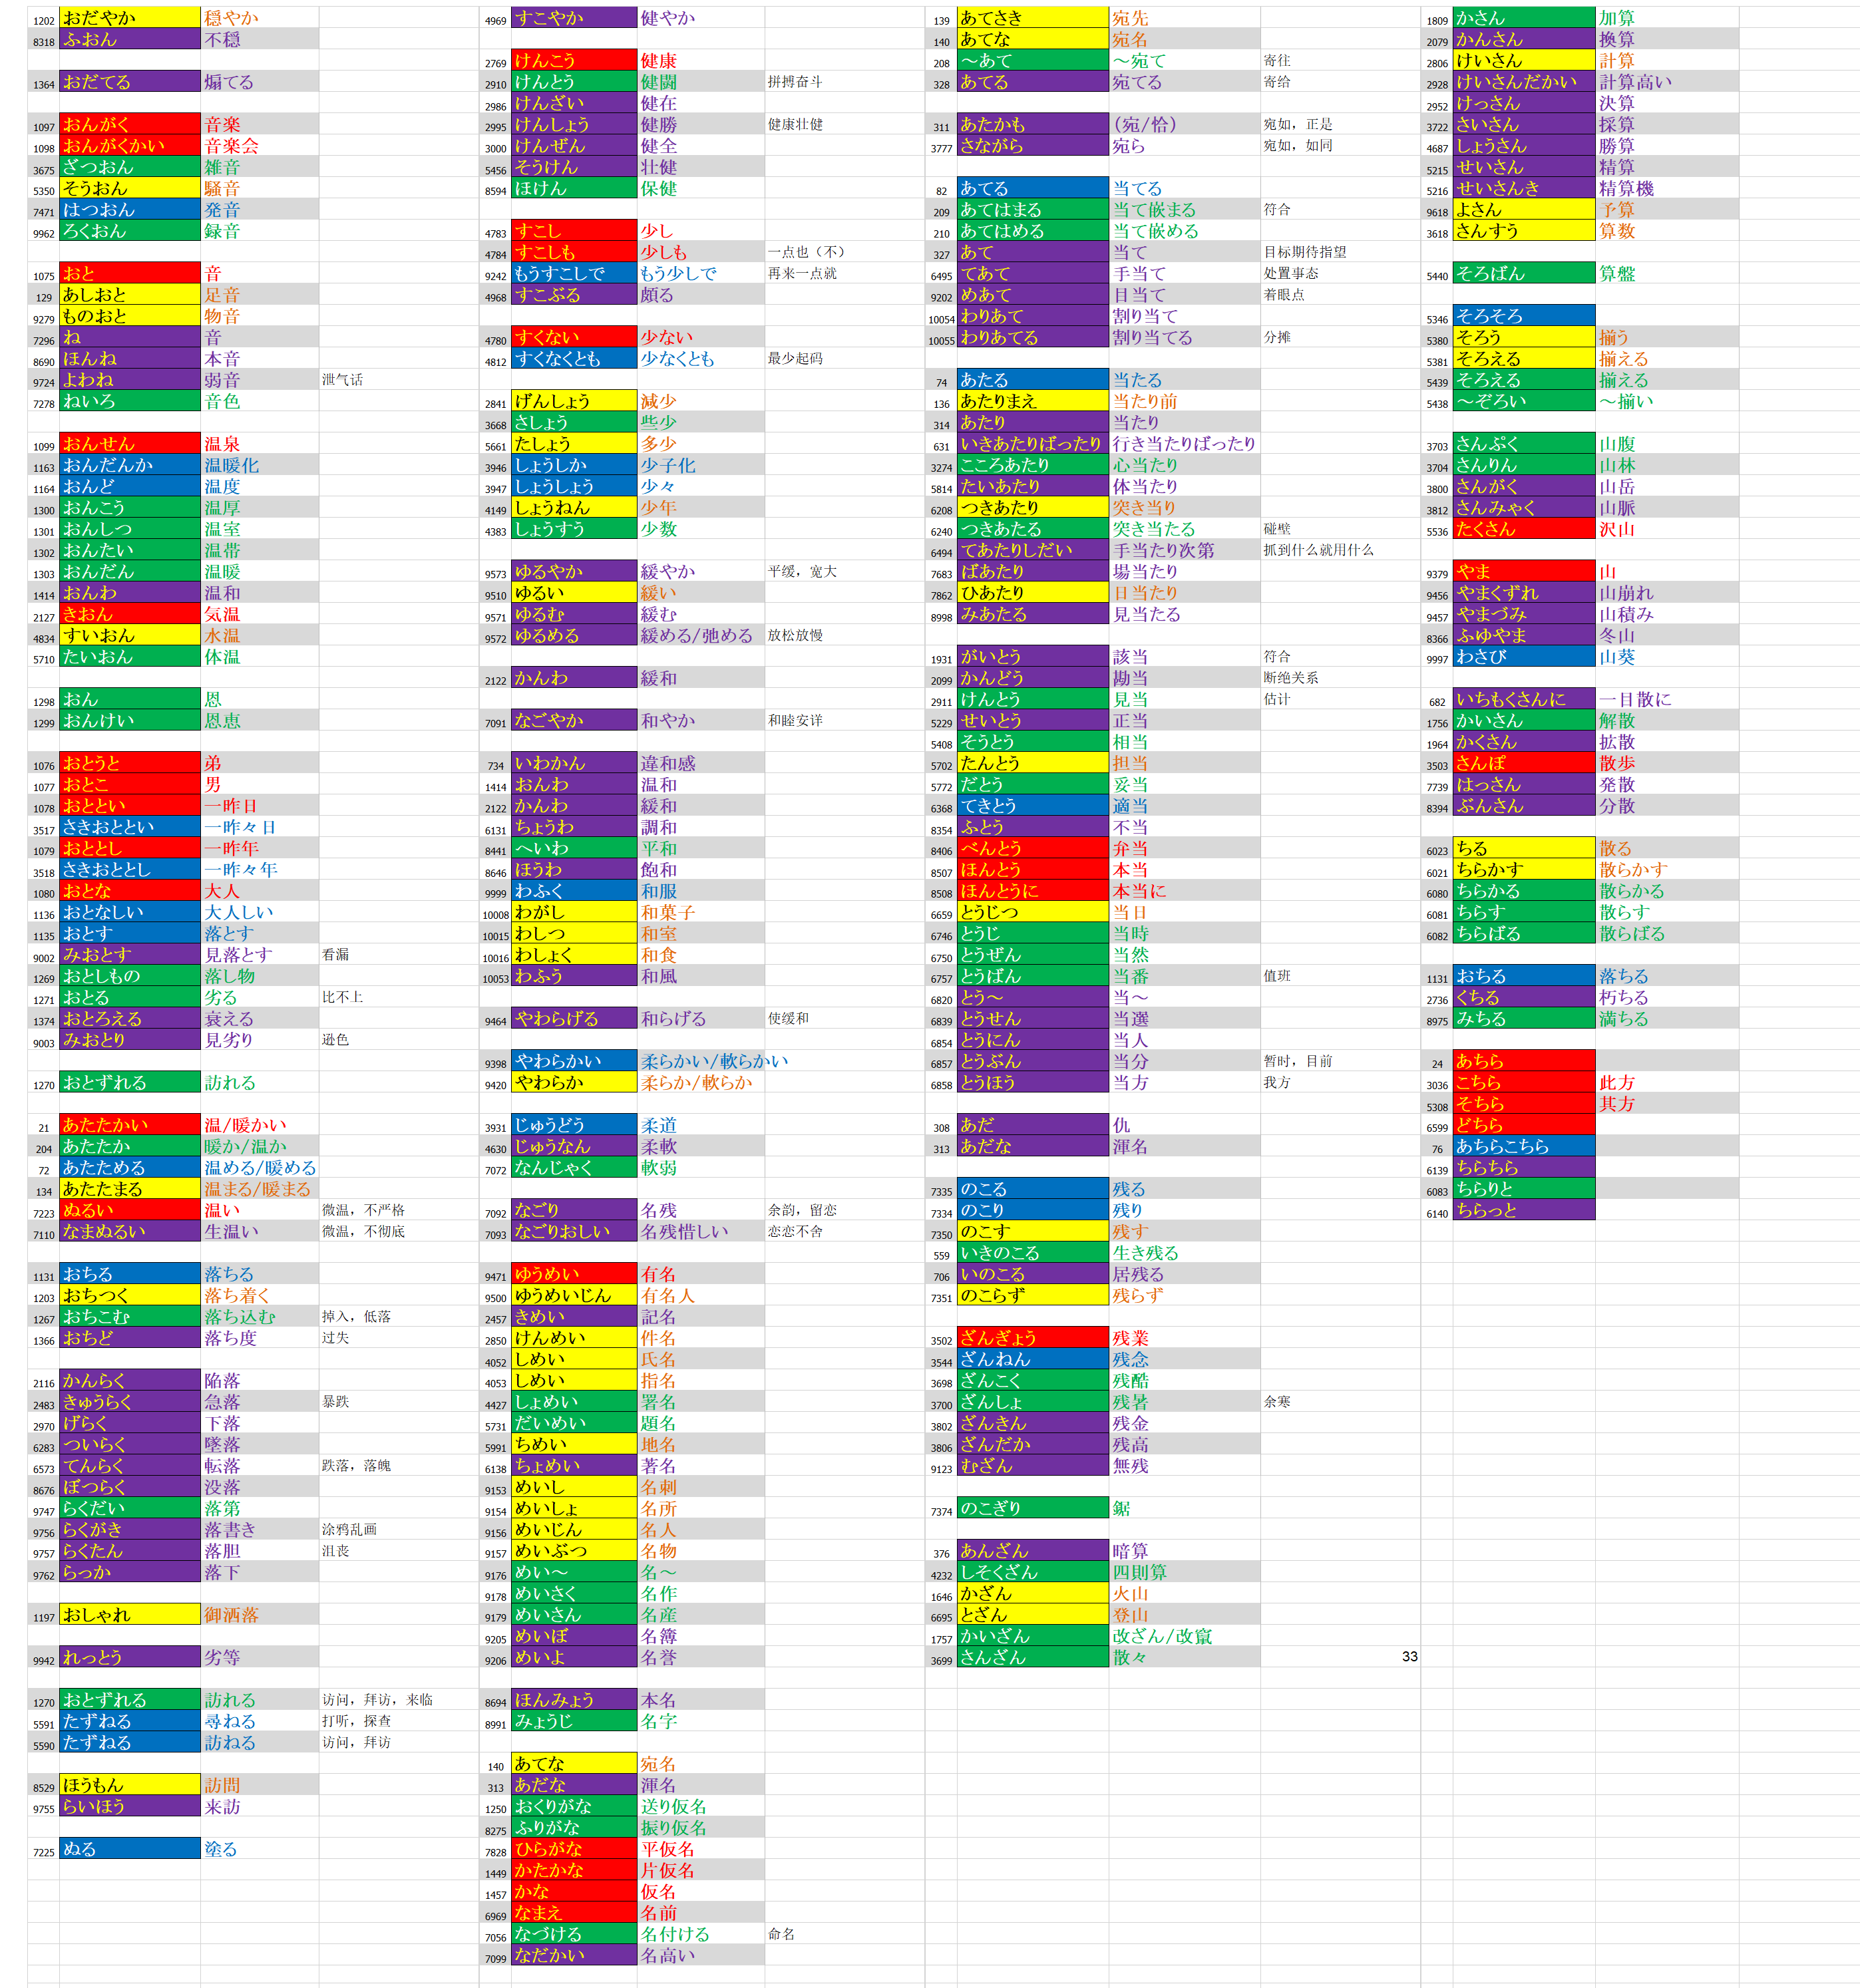 1202 おだやか 穏やか
8318 ふおん 不穏
1364 おだてる 煽てる
1097 おんがく 音楽
1098 おんがくかい 音楽会
3675 ざつおん 雑音
5350 そうおん 騒音
7471 はつおん 発音
9962 ろくおん 録音
1075 おと 音
129 あしおと 足音
9279 ものおと 物音
7296 ね 音
8690 ほんね 本音
9724 よわね 弱音 泄气话
7278 ねいろ 音色
1099 おんせん 温泉
1163 おんだんか 温暖化
1164 おんど 温度
1300 おんこう 温厚
1301 おんしつ 温室
1302 おんたい 温帯
1303 おんだん 温暖
1414 おんわ 温和
2127 きおん 気温
4834 すいおん 水温
5710 たいおん 体温
1298 おん 恩
1299 おんけい 恩恵
1076 おとうと 弟
1077 おとこ 男
1078 おととい 一昨日
3517 さきおととい 一昨々日
1079 おととし 一昨年
3518 さきおととし 一昨々年
1080 おとな 大人
1136 おとなしい 大人しい
1135 おとす 落とす
9002 みおとす 見落とす 看漏
1269 おとしもの 落し物
1271 おとる 劣る 比不上
1374 おとろえる 衰える
9003 みおとり 見劣り 逊色
1270 おとずれる 訪れる
21 あたたかい 温/暖かい
204 あたたか 暖か/温か
72 あたためる 温める/暖める
134 あたたまる 温まる/暖まる
7223 ぬるい 温い 微温，不严格
7110 なまぬるい 生温い 微温，不彻底
1131 おちる 落ちる
1203 おちつく 落ち着く
1267 おちこむ 落ち込む 掉入，低落
1366 おちど 落ち度 过失
2116 かんらく 陥落
2483 きゅうらく 急落 暴跌
2970 げらく 下落
6283 ついらく 墜落
6573 てんらく 転落 跌落，落魄
8676 ぼつらく 没落
9747 らくだい 落第
9756 らくがき 落書き 涂鸦乱画
9757 らくたん 落胆 沮丧
9762 らっか 落下
1197 おしゃれ 御洒落
9942 れっとう 劣等
1270 おとずれる 訪れる 访问，拜访，来临
5591 たずねる 尋ねる 打听，探查
5590 たずねる 訪ねる 访问，拜访
8529 ほうもん 訪問
9755 らいほう 来訪
7225 ぬる 塗る
4969 すこやか 健やか
2769 けんこう 健康
2910 けんとう 健闘 拼搏奋斗
2986 けんざい 健在
2995 けんしょう 健勝 健康壮健
3000 けんぜん 健全
5456 そうけん 壮健
8594 ほけん 保健
4783 すこし 少し
4784 すこしも 少しも 一点也（不）
9242 もうすこしで もう少しで 再来一点就
4968 すこぶる 頗る
4780 すくない 少ない
4812 すくなくとも 少なくとも 最少起码
2841 げんしょう 減少
3668 さしょう 些少
5661 たしょう 多少
3946 しょうしか 少子化
3947 しょうしょう 少々
4149 しょうねん 少年
4383 しょうすう 少数
9573 ゆるやか 緩やか 平缓，宽大
9510 ゆるい 緩い
9571 ゆるむ 緩む
9572 ゆるめる 緩める/弛める 放松放慢
2122 かんわ 緩和
7091 なごやか 和やか 和睦安详
734 いわかん 違和感
1414 おんわ 温和
2122 かんわ 緩和
6131 ちょうわ 調和
8441 へいわ 平和
8646 ほうわ 飽和
9999 わふく 和服
10008 わがし 和菓子
10015 わしつ 和室
10016 わしょく 和食
10053 わふう 和風
9464 やわらげる 和らげる 使缓和
9398 やわらかい 柔らかい/軟らかい
9420 やわらか 柔らか/軟らか
3931 じゅうどう 柔道
4630 じゅうなん 柔軟
7072 なんじゃく 軟弱
7092 なごり 名残 余韵，留恋
7093 なごりおしい 名残惜しい 恋恋不舍
9471 ゆうめい 有名
9500 ゆうめいじん 有名人
2457 きめい 記名
2850 けんめい 件名
4052 しめい 氏名
4053 しめい 指名
4427 しょめい 署名
5731 だいめい 題名
5991 ちめい 地名
6138 ちょめい 著名
9153 めいし 名刺
9154 めいしょ 名所
9156 めいじん 名人
9157 めいぶつ 名物
9176 めい～ 名～
9178 めいさく 名作
9179 めいさん 名産
9205 めいぼ 名簿
9206 めいよ 名誉
8694 ほんみょう 本名
8991 みょうじ 名字
140 あてな 宛名
313 あだな 渾名
1250 おくりがな 送り仮名
8275 ふりがな 振り仮名
7828 ひらがな 平仮名
1449 かたかな 片仮名
1457 かな 仮名
6969 なまえ 名前
7056 なづける 名付ける 命名
7099 なだかい 名高い
139 あてさき 宛先
140 あてな 宛名
208 ～あて ～宛て 寄往
328 あてる 宛てる 寄给
311 あたかも （宛/恰） 宛如，正是
3777 さながら 宛ら 宛如，如同
82 あてる 当てる
209 あてはまる 当て嵌まる 符合
210 あてはめる 当て嵌める
327 あて 当て 目标期待指望
6495 てあて 手当て 处置事态
9202 めあて 目当て 着眼点
10054 わりあて 割り当て
10055 わりあてる 割り当てる 分摊
74 あたる 当たる
136 あたりまえ 当たり前
314 あたり 当たり
631 いきあたりばったり 行き当たりばったり
3274 こころあたり 心当たり
5814 たいあたり 体当たり
6208 つきあたり 突き当り
6240 つきあたる 突き当たる 碰壁
6494 てあたりしだい 手当たり次第 抓到什么就用什么
7683 ばあたり 場当たり
7862 ひあたり 日当たり
8998 みあたる 見当たる
1931 がいとう 該当 符合
2099 かんどう 勘当 断绝关系
2911 けんとう 見当 估计
5229 せいとう 正当
5408 そうとう 相当
5702 たんとう 担当
5772 だとう 妥当
6368 てきとう 適当
8354 ふとう 不当
8406 べんとう 弁当
8507 ほんとう 本当
8508 ほんとうに 本当に
6659 とうじつ 当日
6746 とうじ 当時
6750 とうぜん 当然
6757 とうばん 当番 值班
6820 とう～ 当～
6839 とうせん 当選
6854 とうにん 当人
6857 とうぶん 当分 暂时，目前
6858 とうほう 当方 我方
308 あだ 仇
313 あだな 渾名
7335 のこる 残る
7334 のこり 残り
7350 のこす 残す
559 いきのこる 生き残る
706 いのこる 居残る
7351 のこらず 残らず
3502 ざんぎょう 残業
3544 ざんねん 残念
3698 ざんこく 残酷
3700 ざんしょ 残暑 余寒
3802 ざんきん 残金
3806 ざんだか 残高
9123 むざん 無残
7374 のこぎり 鋸
376 あんざん 暗算
4232 しそくざん 四則算
1646 かざん 火山
6695 とざん 登山
1757 かいざん 改ざん/改竄
3699 さんざん 散々 33
1809 かさん 加算
2079 かんさん 換算
2806 けいさん 計算
2928 けいさんだかい 計算高い
2952 けっさん 決算
3722 さいさん 採算
4687 しょうさん 勝算
5215 せいさん 精算
5216 せいさんき 精算機
9618 よさん 予算
3618 さんすう 算数
5440 そろばん 算盤
5346 そろそろ
5380 そろう 揃う
5381 そろえる 揃える
5439 そろえる 揃える
5438 ～ぞろい ～揃い
3703 さんぷく 山腹
3704 さんりん 山林
3800 さんがく 山岳
3812 さんみゃく 山脈
5536 たくさん 沢山
9379 やま 山
9456 やまくずれ 山崩れ
9457 やまづみ 山積み
8366 ふゆやま 冬山
9997 わさび 山葵
682 いちもくさんに 一目散に
1756 かいさん 解散
1964 かくさん 拡散
3503 さんぽ 散歩
7739 はっさん 発散
8394 ぶんさん 分散
6023 ちる 散る
6021 ちらかす 散らかす
6080 ちらかる 散らかる
6081 ちらす 散らす
6082 ちらばる 散らばる
1131 おちる 落ちる
2736 くちる 朽ちる
8975 みちる 満ちる
24 あちら
3036 こちら 此方
5308 そちら 其方
6599 どちら
76 あちらこちら
6139 ちらちら
6083 ちらりと
6140 ちらっと